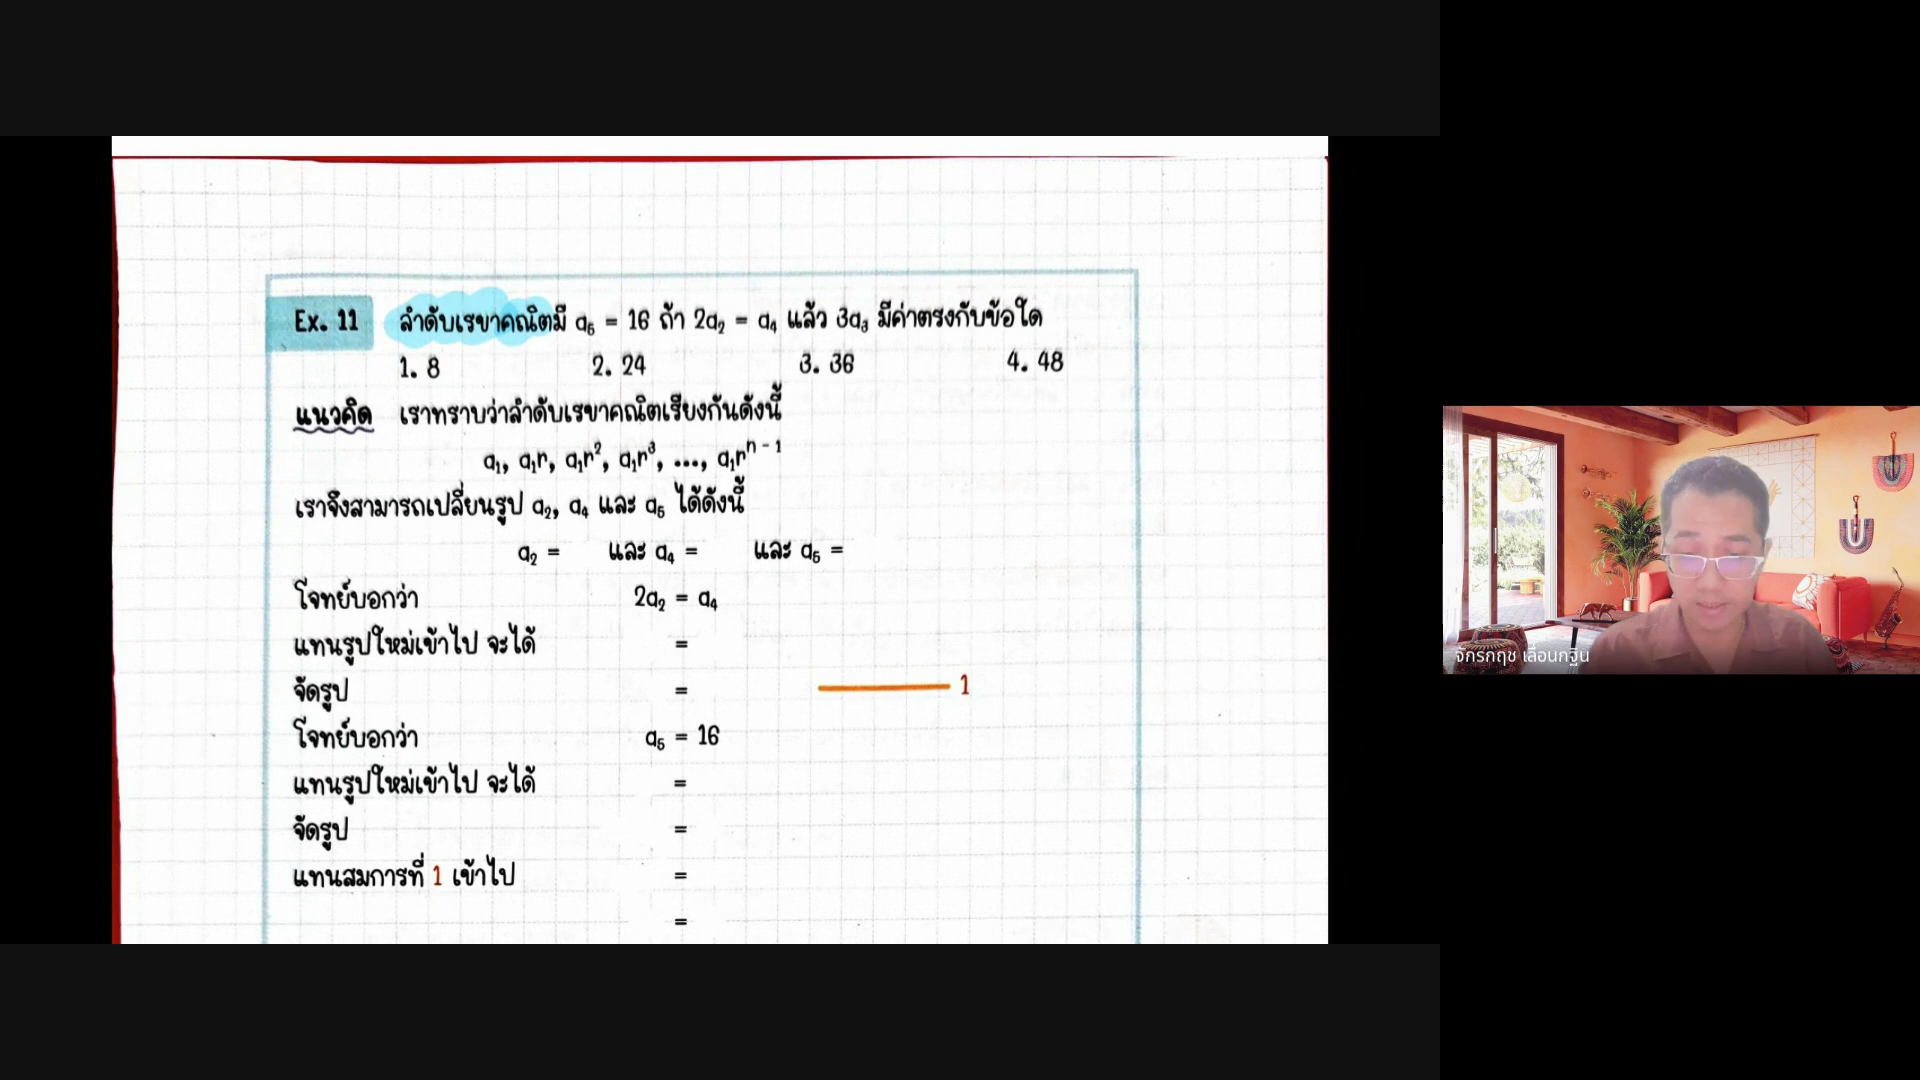 Ex. 11 ลำดับเรขาคณิตมี a₅ = 16 ถ้า 2a₂ = a₄ แล้ว 3a₃ มีค่าตรงกับข้อใด
1. 8 2. 24 3. 36 4. 48
แนวคิด เราทราบว่าลำดับเรขาคณิตเรียงกันดังนี้
a₁, a₁r, a₁r², a₁r³, ..., a₁rⁿ ⁻ ¹
เราจึงสามารถเปลี่ยนรูป a₂, a₄ และ a₅ ได้ดังนี้
a₂ = และ a₄ = และ a₅ =
โจทย์บอกว่า 2a₂ = a₄
แทนรูปใหม่เข้าไป จะได้ =
จัดรูป = 1
โจทย์บอกว่า a₅ = 16
แทนรูปใหม่เข้าไป จะได้ =
จัดรูป =
แทนสมการที่ 1 เข้าไป =
=
จักรกฤช เลื่อนกฐิน